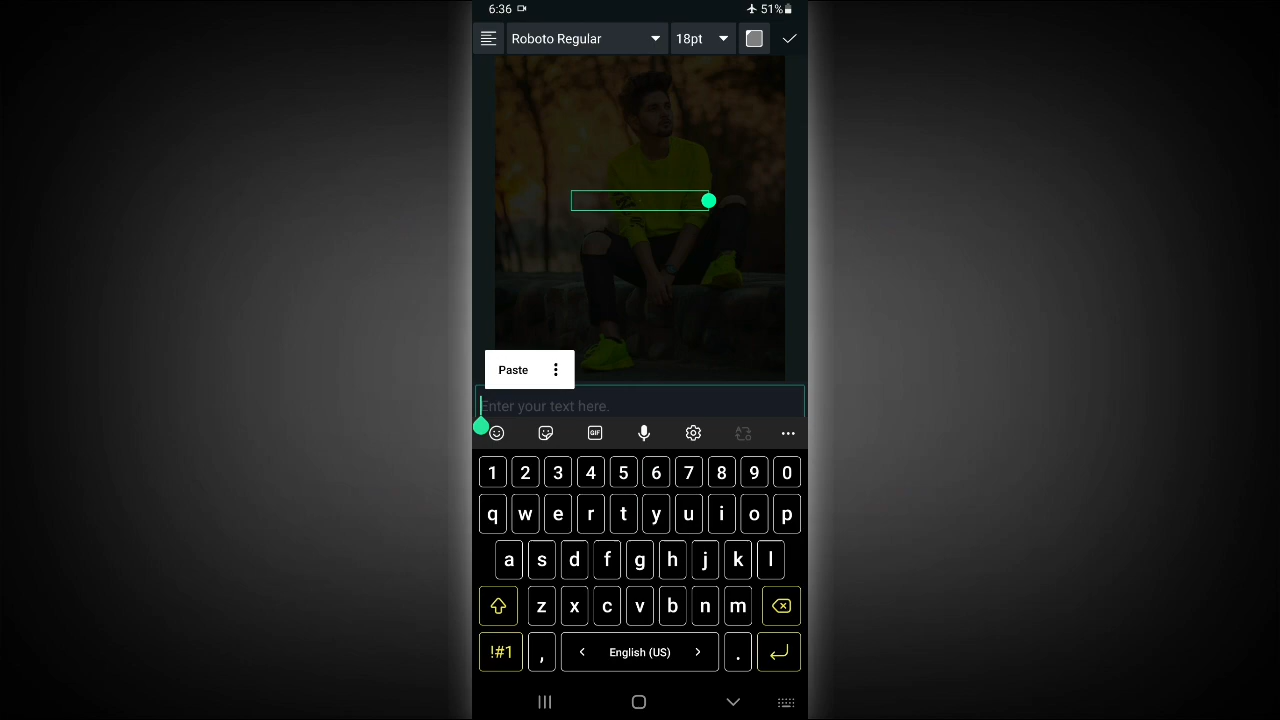 6:36 51%
Roboto Regular 18pt
Paste
Enter your text here.
GIF
1 2 3 4 5 6 7 8 9 0
q w e r t y u i o p
a s d f g h j k l
z x c v b n m
!#1 , < English (US) > .